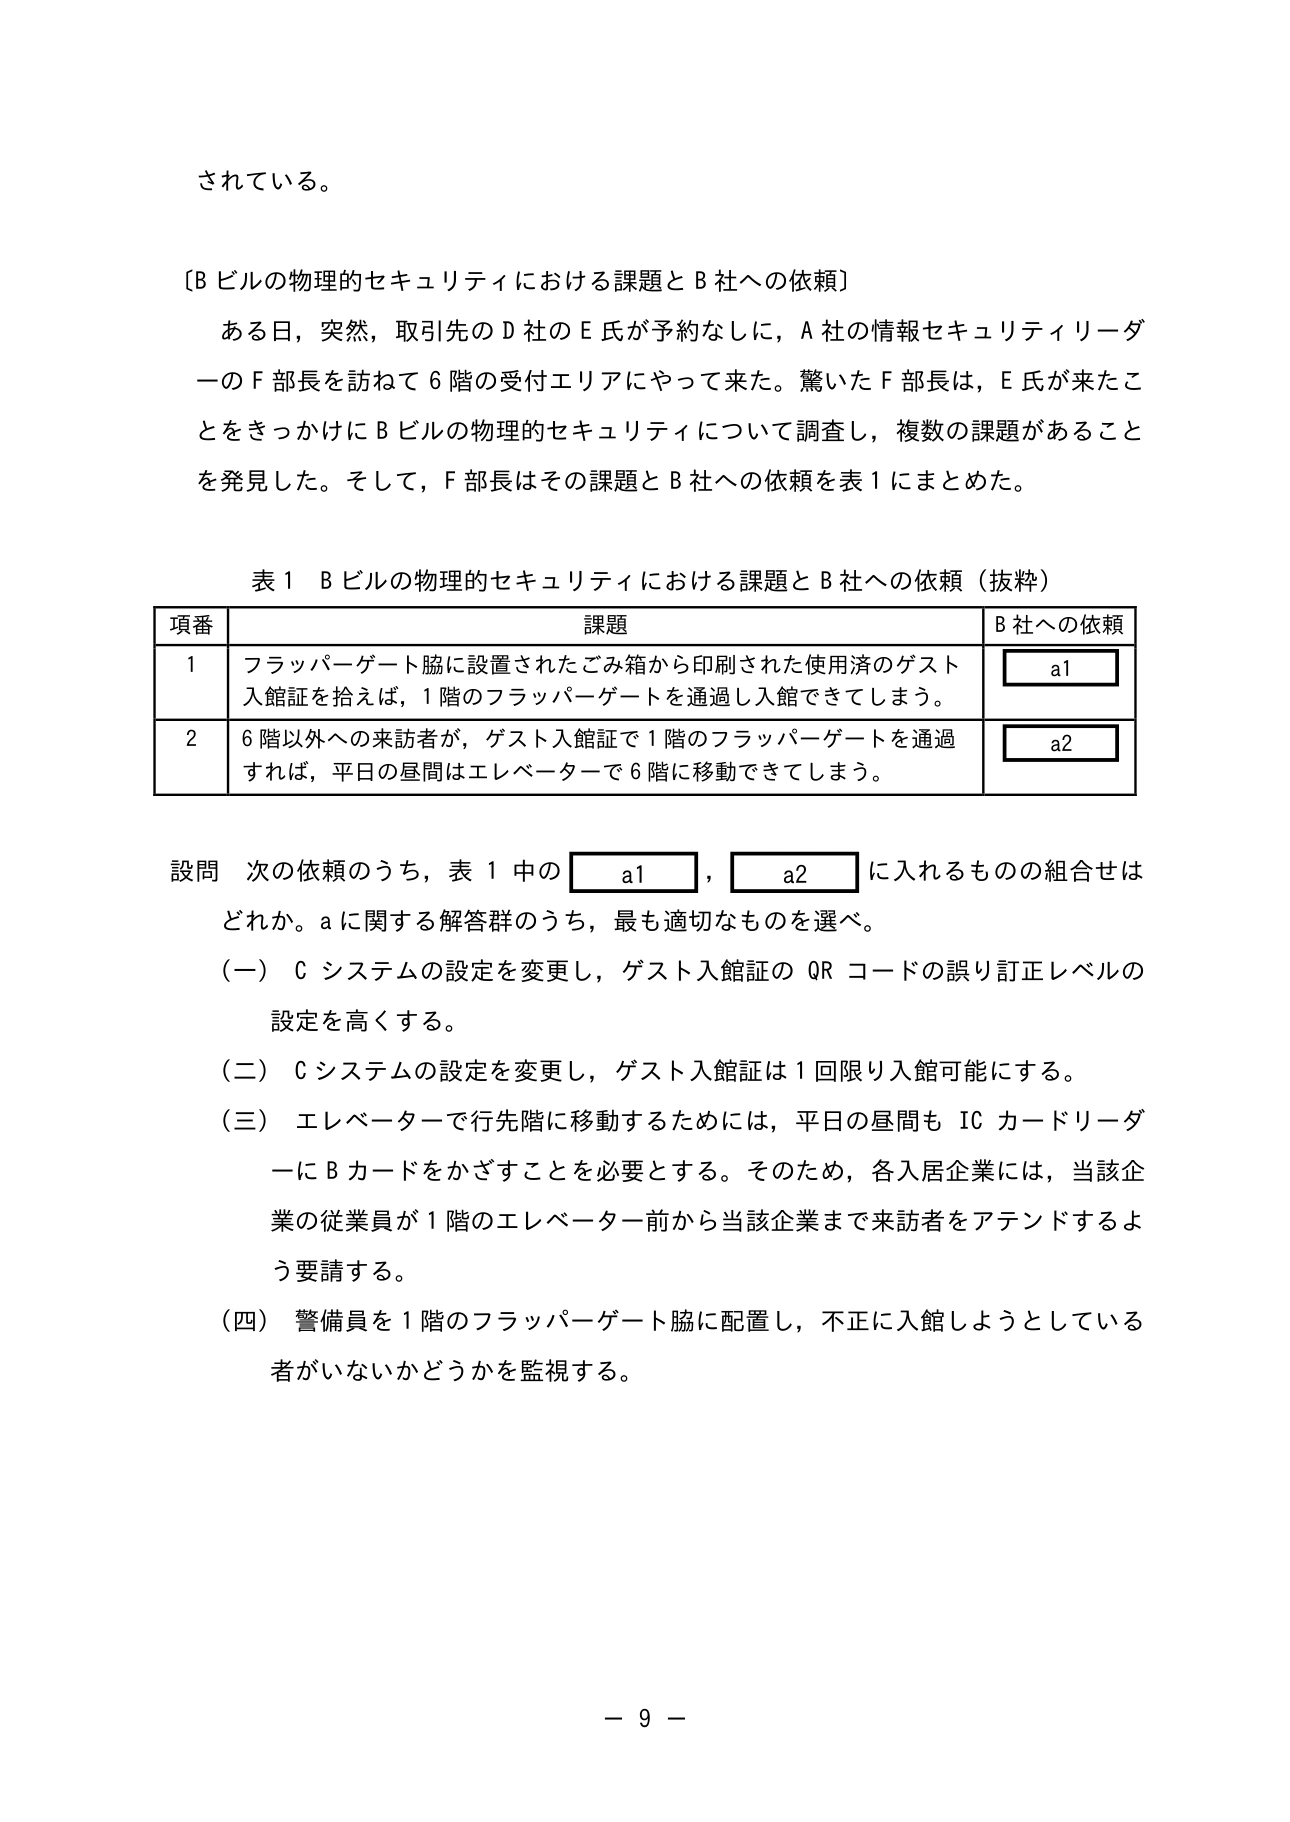 されている。
〔B ビルの物理的セキュリティにおける課題と B 社への依頼〕
ある日，突然，取引先の D 社の E 氏が予約なしに，A 社の情報セキュリティリーダ
ーの F 部長を訪ねて 6 階の受付エリアにやって来た。驚いた F 部長は，E 氏が来たこ
とをきっかけに B ビルの物理的セキュリティについて調査し，複数の課題があること
を発見した。そして，F 部長はその課題と B 社への依頼を表 1 にまとめた。
表 1　B ビルの物理的セキュリティにおける課題と B 社への依頼（抜粋）
項番 課題 B 社への依頼
1 フラッパーゲート脇に設置されたごみ箱から印刷された使用済のゲスト a1
入館証を拾えば，1 階のフラッパーゲートを通過し入館できてしまう。
2 6 階以外への来訪者が，ゲスト入館証で 1 階のフラッパーゲートを通過 a2
すれば，平日の昼間はエレベーターで 6 階に移動できてしまう。
設問　次の依頼のうち，表 1 中の a1 ， a2 に入れるものの組合せは
どれか。a に関する解答群のうち，最も適切なものを選べ。
（一） C システムの設定を変更し，ゲスト入館証の QR コードの誤り訂正レベルの
設定を高くする。
（二） C システムの設定を変更し，ゲスト入館証は 1 回限り入館可能にする。
（三） エレベーターで行先階に移動するためには，平日の昼間も IC カードリーダ
ーに B カードをかざすことを必要とする。そのため，各入居企業には，当該企
業の従業員が 1 階のエレベーター前から当該企業まで来訪者をアテンドするよ
う要請する。
（四） 警備員を 1 階のフラッパーゲート脇に配置し，不正に入館しようとしている
者がいないかどうかを監視する。
－ 9 －